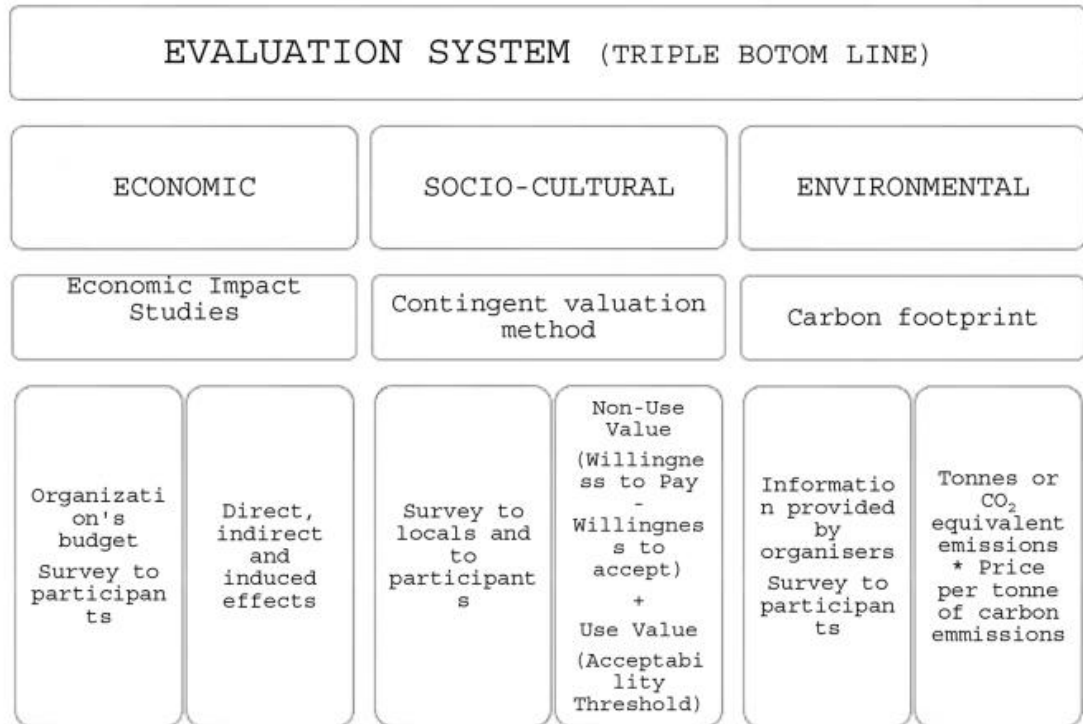 EVALUATION SYSTEM (TRIPLE BOTOM LINE)
ECONOMIC
SOCIO-CULTURAL
ENVIRONMENTAL
Economic Impact
Studies
Contingent valuation
method
Carbon footprint
Organizati
on's
budget
Survey to
participan
ts
Direct,
indirect
and
induced
effects
Survey to
locals and
to
participant
s
Non-Use
Value
(Willingne
ss to Pay
-
Willingnes
s to
accept)
+
Use Value
(Acceptabi
lity
Threshold)
Informatio
n provided
by
organisers
Survey to
participan
ts
Tonnes or
CO₂
equivalent
emissions
* Price
per tonne
of carbon
emmissions